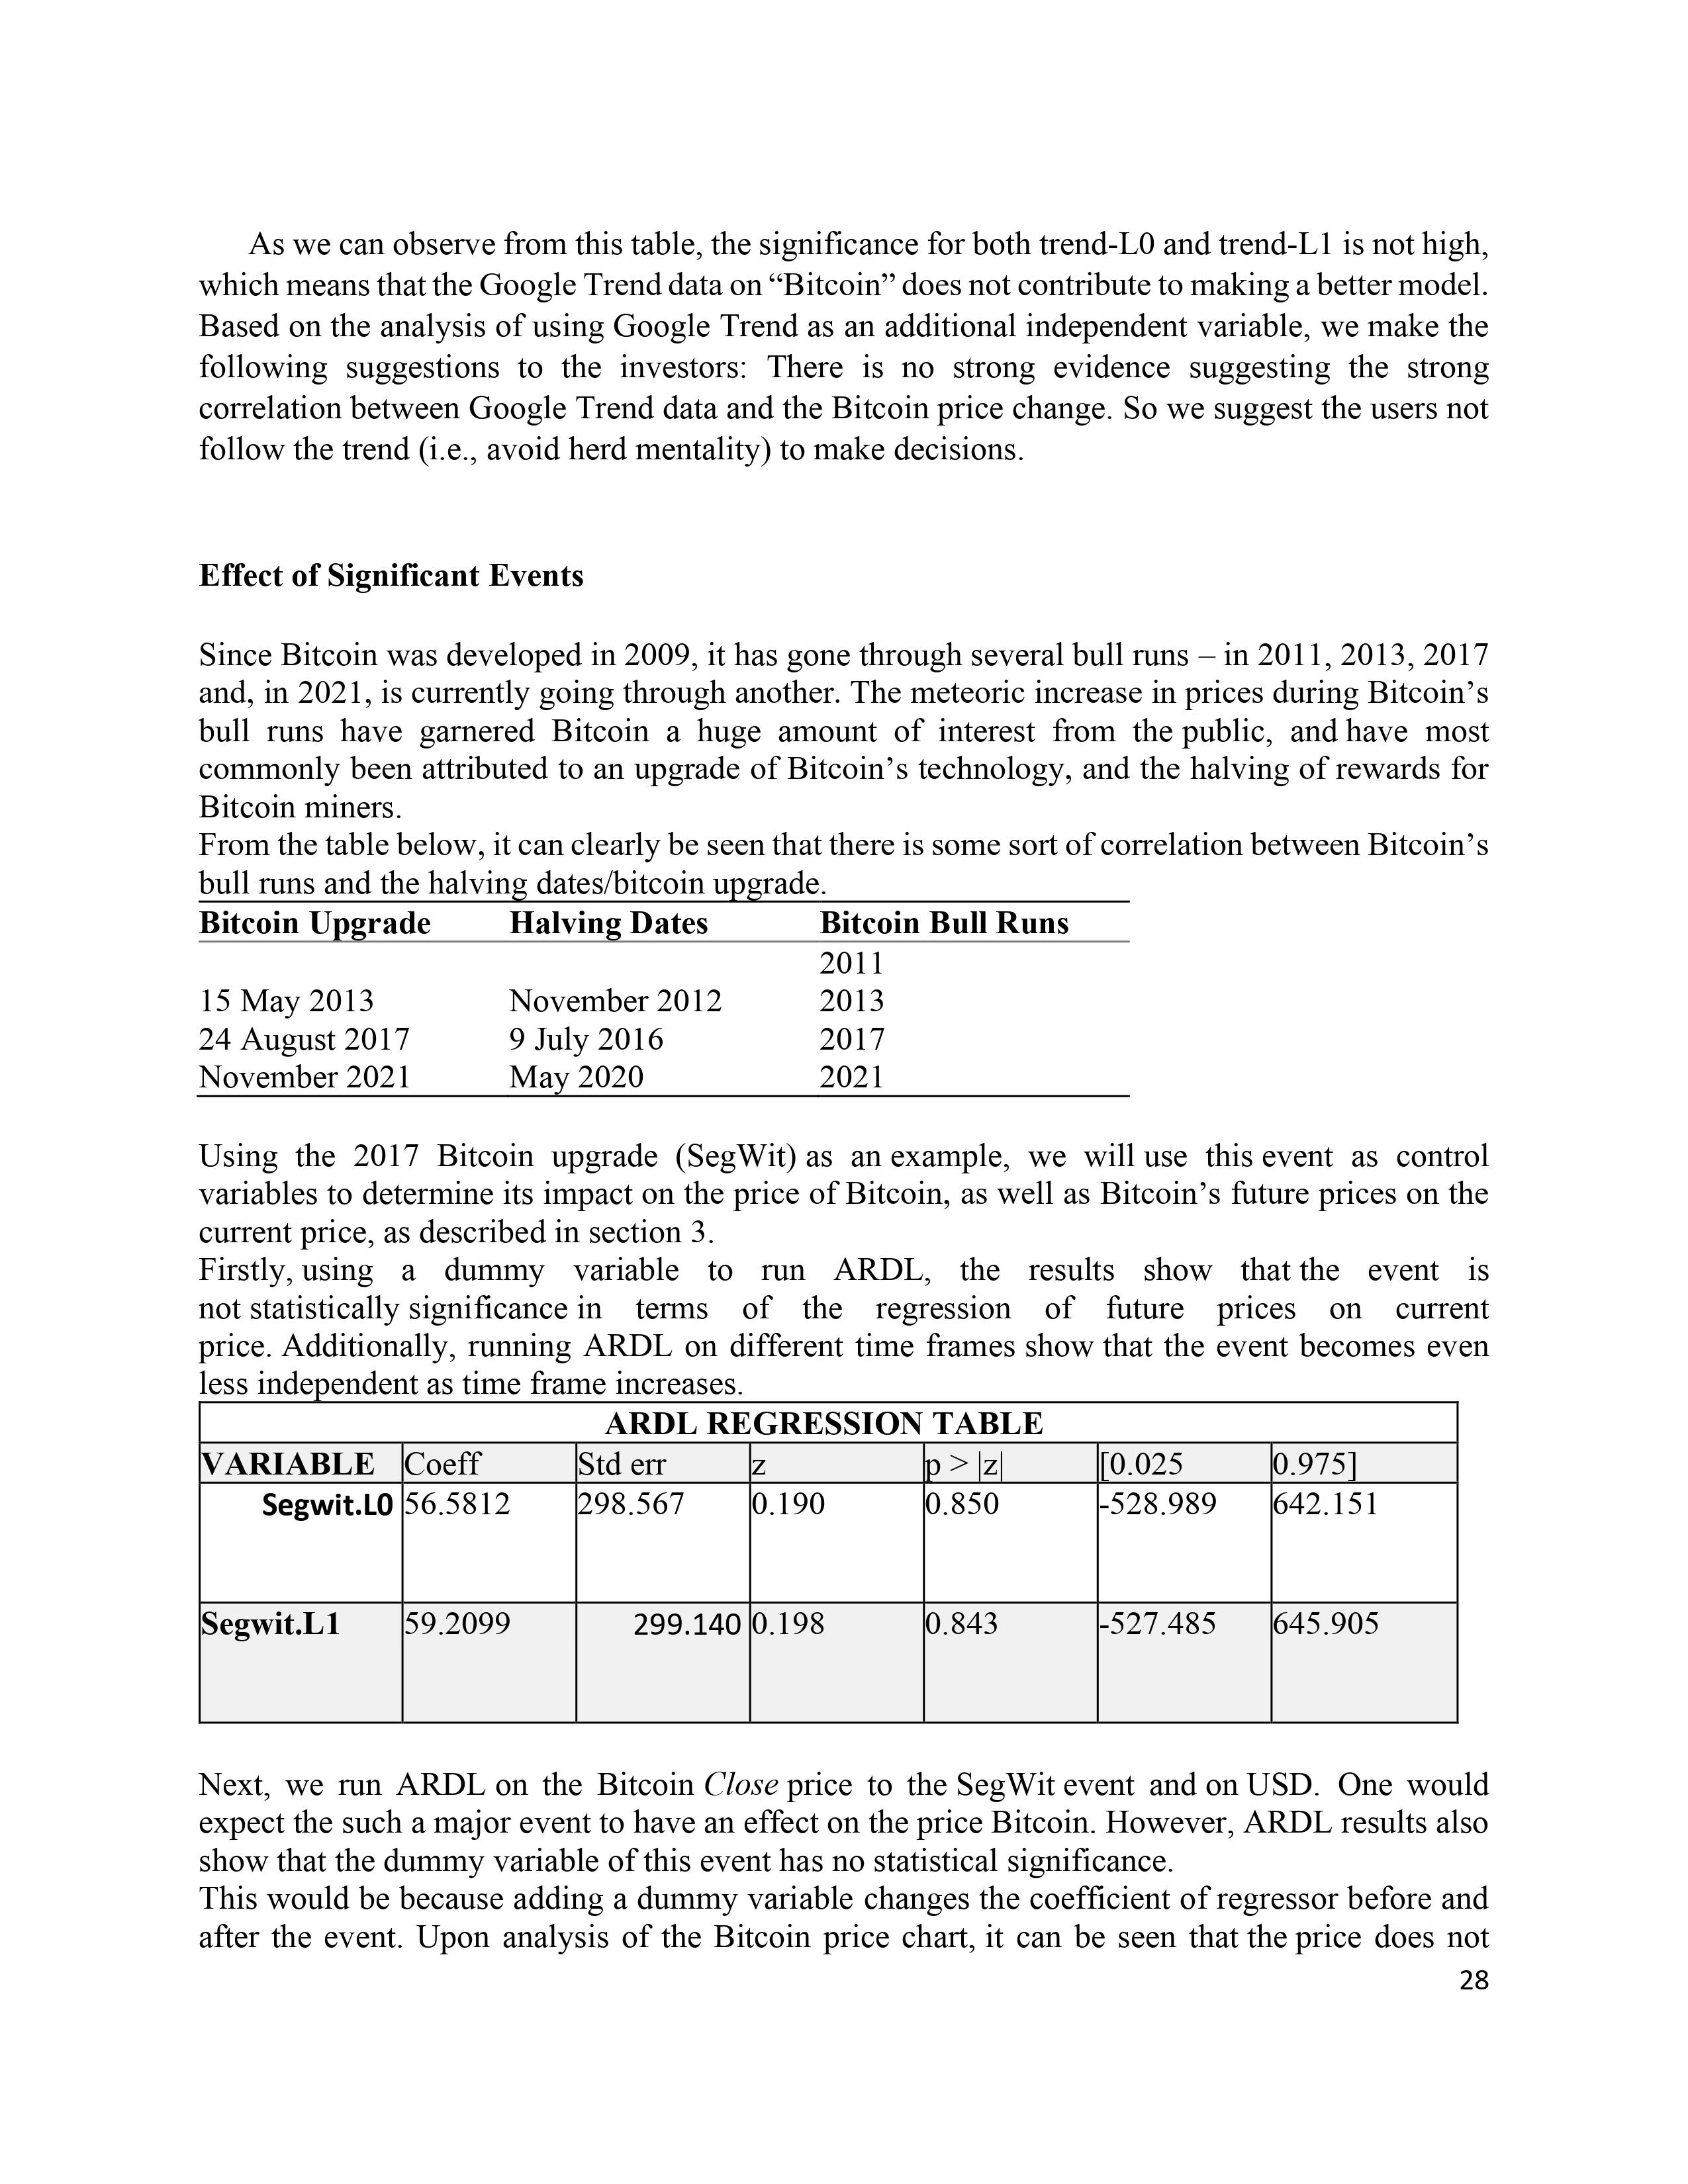 As we can observe from this table, the significance for both trend-L0 and trend-L1 is not high,
which means that the Google Trend data on “Bitcoin” does not contribute to making a better model.
Based on the analysis of using Google Trend as an additional independent variable, we make the
following suggestions to the investors: There is no strong evidence suggesting the strong
correlation between Google Trend data and the Bitcoin price change. So we suggest the users not
follow the trend (i.e., avoid herd mentality) to make decisions.
Effect of Significant Events
Since Bitcoin was developed in 2009, it has gone through several bull runs – in 2011, 2013, 2017
and, in 2021, is currently going through another. The meteoric increase in prices during Bitcoin’s
bull runs have garnered Bitcoin a huge amount of interest from the public, and have most
commonly been attributed to an upgrade of Bitcoin’s technology, and the halving of rewards for
Bitcoin miners.
From the table below, it can clearly be seen that there is some sort of correlation between Bitcoin’s
bull runs and the halving dates/bitcoin upgrade.
Bitcoin Upgrade Halving Dates Bitcoin Bull Runs
2011
15 May 2013 November 2012 2013
24 August 2017 9 July 2016 2017
November 2021 May 2020 2021
Using the 2017 Bitcoin upgrade (SegWit) as an example, we will use this event as control
variables to determine its impact on the price of Bitcoin, as well as Bitcoin’s future prices on the
current price, as described in section 3.
Firstly, using a dummy variable to run ARDL, the results show that the event is
not statistically significance in terms of the regression of future prices on current
price. Additionally, running ARDL on different time frames show that the event becomes even
less independent as time frame increases.
ARDL REGRESSION TABLE
VARIABLE Coeff Std err z p > |z| [0.025 0.975]
Segwit.L0 56.5812 298.567 0.190 0.850 -528.989 642.151
Segwit.L1 59.2099 299.140 0.198 0.843 -527.485 645.905
Next, we run ARDL on the Bitcoin Close price to the SegWit event and on USD. One would
expect the such a major event to have an effect on the price Bitcoin. However, ARDL results also
show that the dummy variable of this event has no statistical significance.
This would be because adding a dummy variable changes the coefficient of regressor before and
after the event. Upon analysis of the Bitcoin price chart, it can be seen that the price does not
28